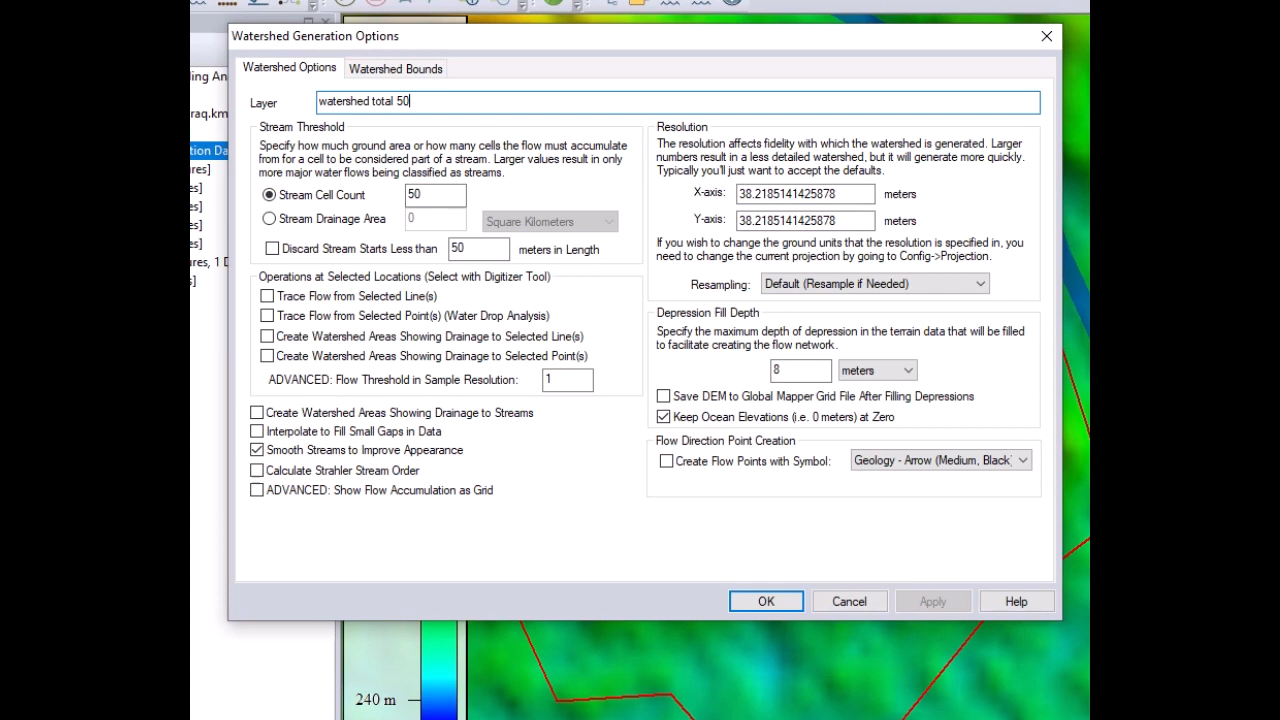 Watershed Generation Options
Watershed Options
Watershed Bounds
Layer
watershed total 50
Stream Threshold
Specify how much ground area or how many cells the flow must accumulate
from for a cell to be considered part of a stream. Larger values result in only
more major water flows being classified as streams.
Stream Cell Count
50
Stream Drainage Area
0
Square Kilometers
Discard Stream Starts Less than
50
meters in Length
Operations at Selected Locations (Select with Digitizer Tool)
Trace Flow from Selected Line(s)
Trace Flow from Selected Point(s) (Water Drop Analysis)
Create Watershed Areas Showing Drainage to Selected Line(s)
Create Watershed Areas Showing Drainage to Selected Point(s)
ADVANCED: Flow Threshold in Sample Resolution:
1
Create Watershed Areas Showing Drainage to Streams
Interpolate to Fill Small Gaps in Data
Smooth Streams to Improve Appearance
Calculate Strahler Stream Order
ADVANCED: Show Flow Accumulation as Grid
Resolution
The resolution affects fidelity with which the watershed is generated. Larger
numbers result in a less detailed watershed, but it will generate more quickly.
Typically you'll just want to accept the defaults.
X-axis:
38.2185141425878
meters
Y-axis:
38.2185141425878
meters
If you wish to change the ground units that the resolution is specified in, you
need to change the current projection by going to Config->Projection.
Resampling:
Default (Resample if Needed)
Depression Fill Depth
Specify the maximum depth of depression in the terrain data that will be filled
to facilitate creating the flow network.
8
meters
Save DEM to Global Mapper Grid File After Filling Depressions
Keep Ocean Elevations (i.e. 0 meters) at Zero
Flow Direction Point Creation
Create Flow Points with Symbol:
Geology - Arrow (Medium, Black)
OK
Cancel
Apply
Help
ling An
raq.km
tion Da
ures]
es]
es]
es]
es]
ures, 1 D
s]
240 m